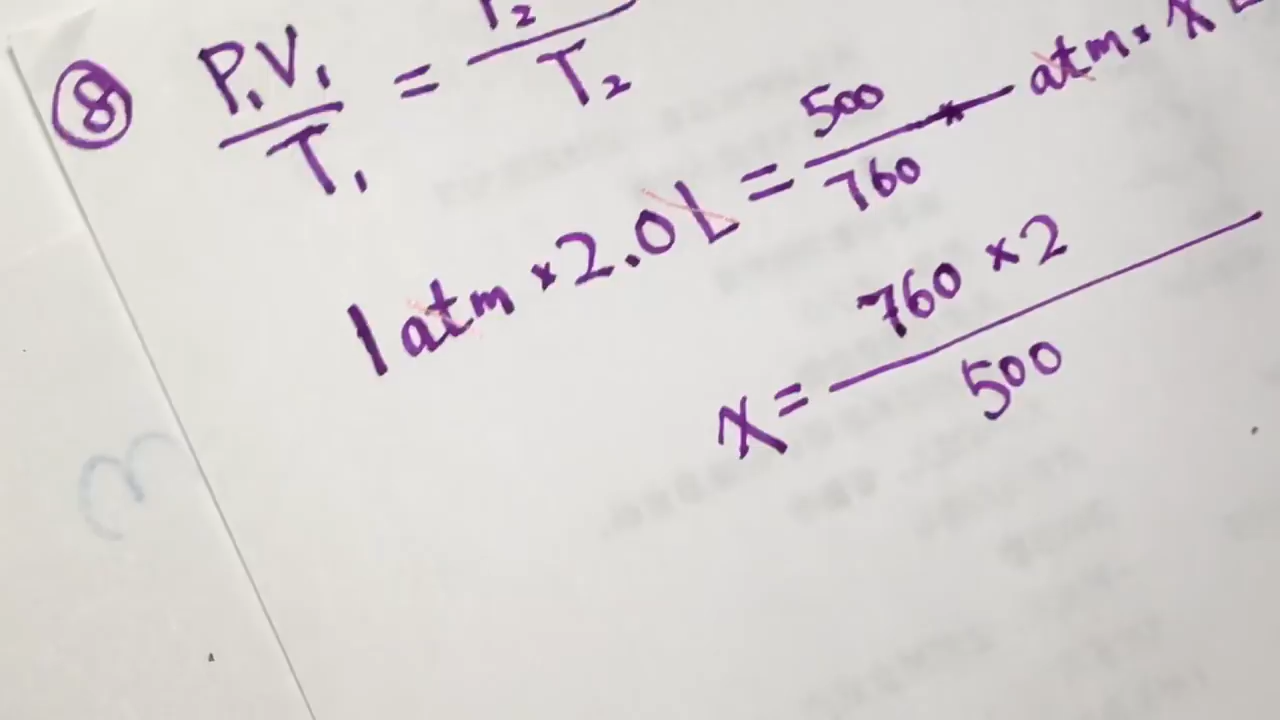 ⑧ P₁V₁/T₁ = P₂/T₂
1 atm × 2.0 L = 500/760 atm × x L
x = 760 × 2/500